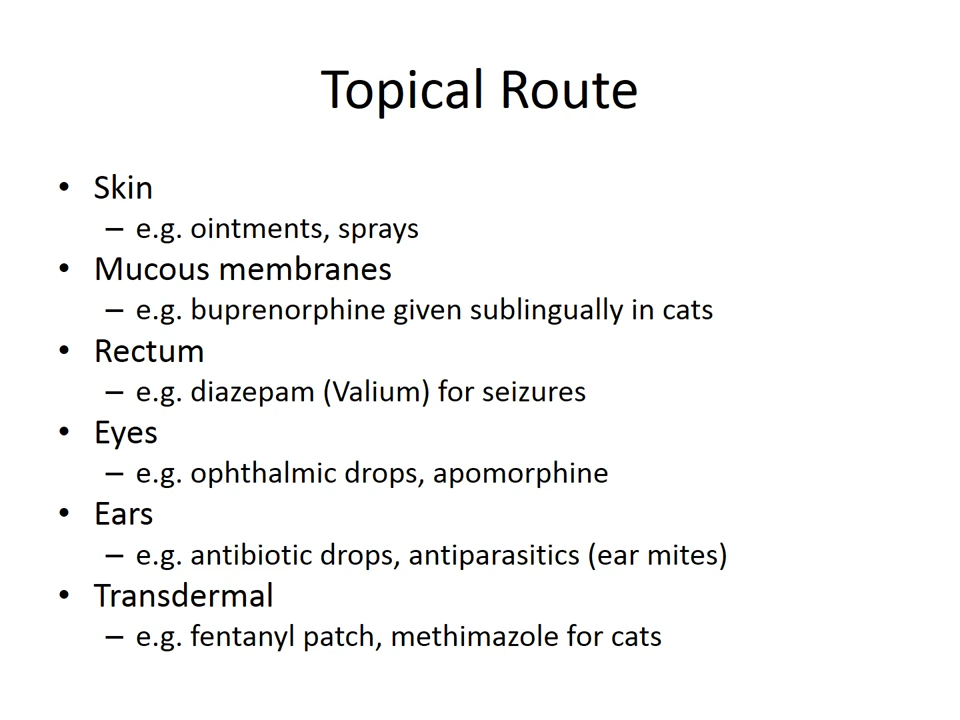 Topical Route
• Skin
– e.g. ointments, sprays
• Mucous membranes
– e.g. buprenorphine given sublingually in cats
• Rectum
– e.g. diazepam (Valium) for seizures
• Eyes
– e.g. ophthalmic drops, apomorphine
• Ears
– e.g. antibiotic drops, antiparasitics (ear mites)
• Transdermal
– e.g. fentanyl patch, methimazole for cats